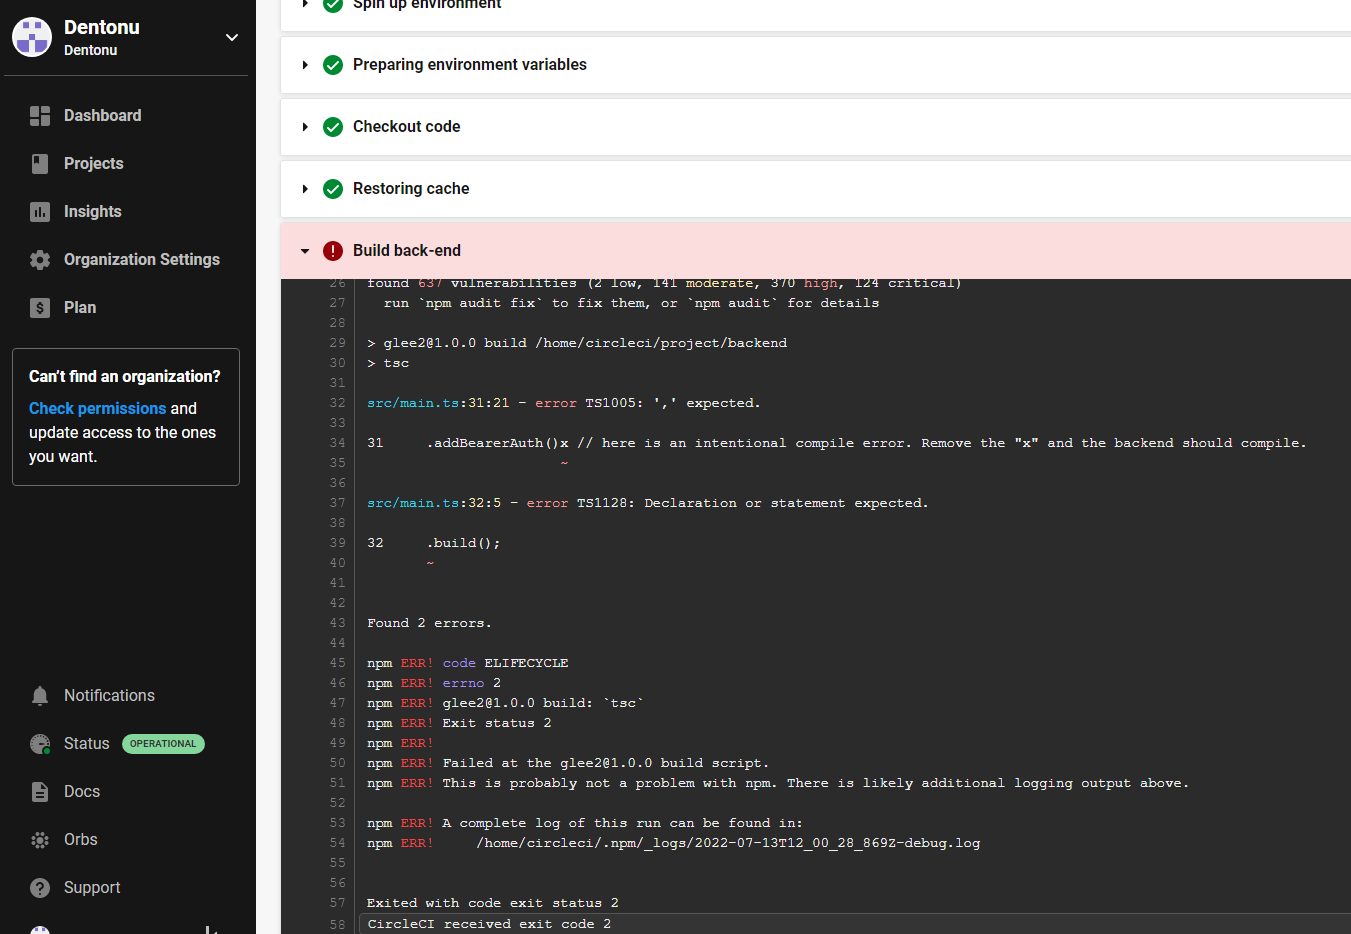 Dentonu
Dentonu
Dashboard
Projects
Insights
Organization Settings
Plan
Can't find an organization?
Check permissions and
update access to the ones
you want.
Notifications
Status OPERATIONAL
Docs
Orbs
Support
Spin up environment
Preparing environment variables
Checkout code
Restoring cache
Build back-end
26 found 637 vulnerabilities (2 low, 141 moderate, 370 high, 124 critical)
27   run `npm audit fix` to fix them, or `npm audit` for details
28
29 > glee2@1.0.0 build /home/circleci/project/backend
30 > tsc
31
32 src/main.ts:31:21 - error TS1005: ',' expected.
33
34 31     .addBearerAuth()x // here is an intentional compile error. Remove the "x" and the backend should compile.
35                        ~
36
37 src/main.ts:32:5 - error TS1128: Declaration or statement expected.
38
39 32     .build();
40        ~
41
42
43 Found 2 errors.
44
45 npm ERR! code ELIFECYCLE
46 npm ERR! errno 2
47 npm ERR! glee2@1.0.0 build: `tsc`
48 npm ERR! Exit status 2
49 npm ERR!
50 npm ERR! Failed at the glee2@1.0.0 build script.
51 npm ERR! This is probably not a problem with npm. There is likely additional logging output above.
52
53 npm ERR! A complete log of this run can be found in:
54 npm ERR!     /home/circleci/.npm/_logs/2022-07-13T12_00_28_869Z-debug.log
55
56
57 Exited with code exit status 2
58 CircleCI received exit code 2